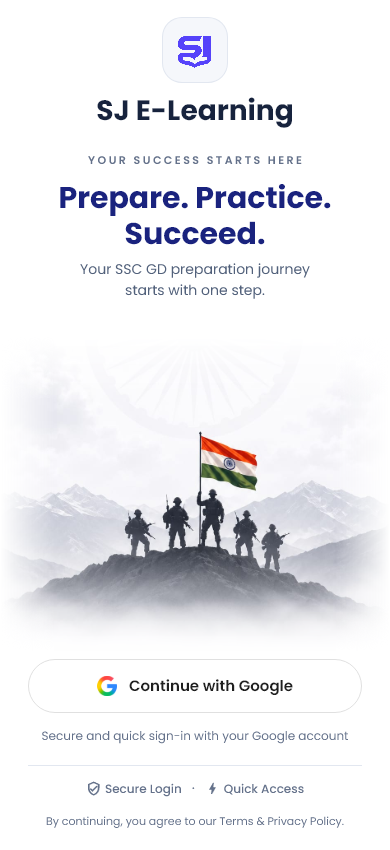 SJ
SJ E-Learning
YOUR SUCCESS STARTS HERE
Prepare. Practice.
Succeed.
Your SSC GD preparation journey
starts with one step.
Continue with Google
Secure and quick sign-in with your Google account
Secure Login · Quick Access
By continuing, you agree to our Terms & Privacy Policy.